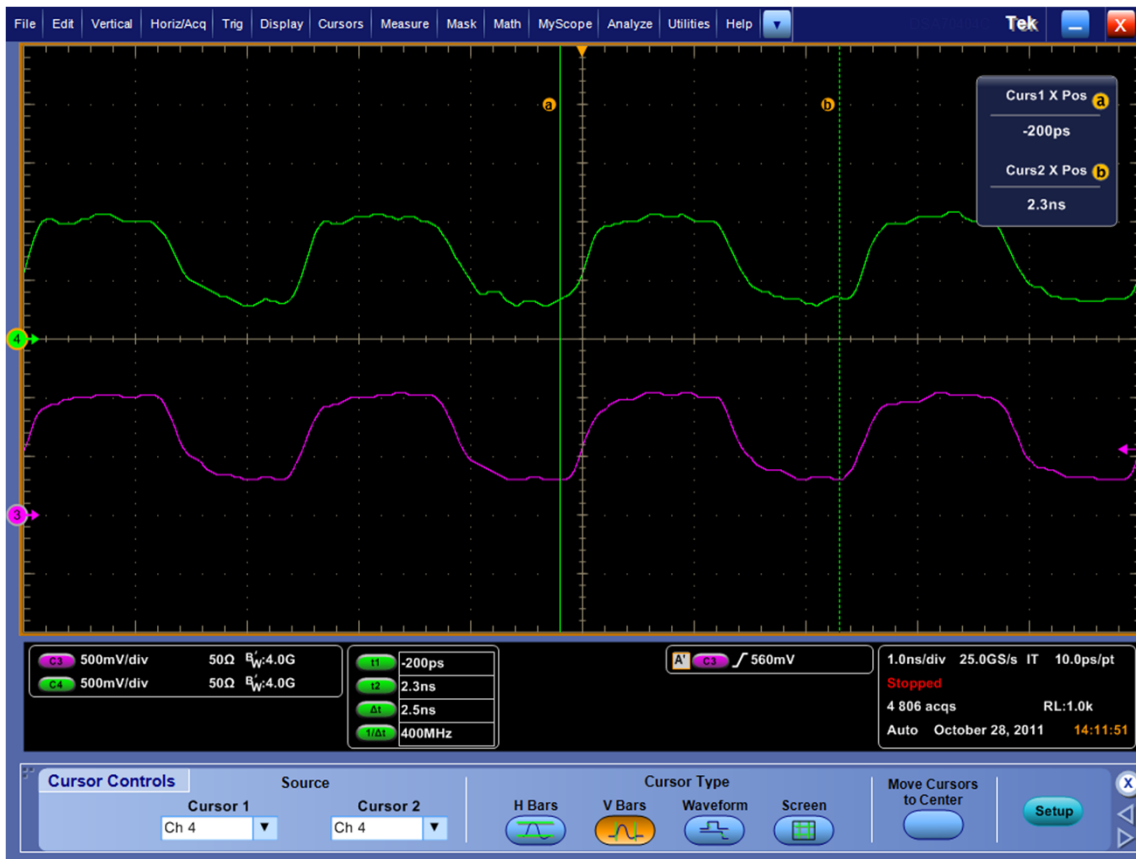 File Edit Vertical Horiz/Acq Trig Display Cursors Measure Mask Math MyScope Analyze Utilities Help Tek X
a b
Curs1 X Pos a
-200ps
Curs2 X Pos b
2.3ns
4
3
C3 500mV/div 50Ω B'W:4.0G
C4 500mV/div 50Ω B'W:4.0G
t1 -200ps
t2 2.3ns
Δt 2.5ns
1/Δt 400MHz
A' C3 560mV
1.0ns/div 25.0GS/s IT 10.0ps/pt
Stopped
4 806 acqs RL:1.0k
Auto October 28, 2011 14:11:51
Cursor Controls
Source
Cursor 1 Cursor 2
Ch 4 Ch 4
Cursor Type
H Bars V Bars Waveform Screen
Move Cursors
to Center
Setup
X